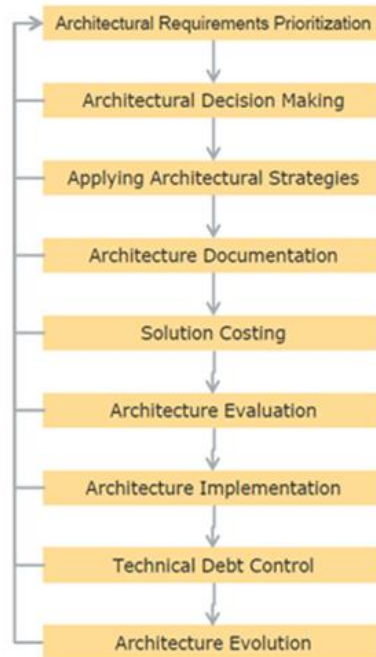 Architectural Requirements Prioritization
Architectural Decision Making
Applying Architectural Strategies
Architecture Documentation
Solution Costing
Architecture Evaluation
Architecture Implementation
Technical Debt Control
Architecture Evolution